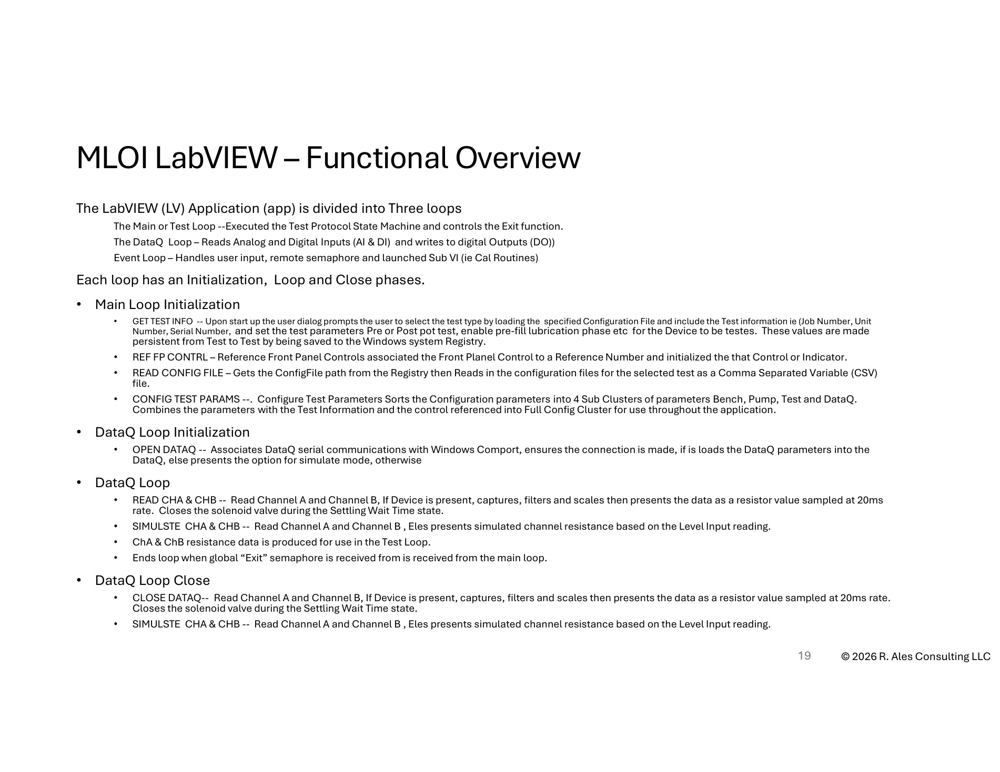 MLOI LabVIEW – Functional Overview
The LabVIEW (LV) Application (app) is divided into Three loops
The Main or Test Loop --Executed the Test Protocol State Machine and controls the Exit function.
The DataQ  Loop – Reads Analog and Digital Inputs (AI & DI)  and writes to digital Outputs (DO))
Event Loop – Handles user input, remote semaphore and launched Sub VI (ie Cal Routines)
Each loop has an Initialization,  Loop and Close phases.
• Main Loop Initialization
• GET TEST INFO  -- Upon start up the user dialog prompts the user to select the test type by loading the  specified Configuration File and include the Test information ie (Job Number, Unit
Number, Serial Number,  and set the test parameters Pre or Post pot test, enable pre-fill lubrication phase etc  for the Device to be testes.  These values are made
persistent from Test to Test by being saved to the Windows system Registry.
• REF FP CONTRL – Reference Front Panel Controls associated the Front Planel Control to a Reference Number and initialized the that Control or Indicator.
• READ CONFIG FILE – Gets the ConfigFile path from the Registry then Reads in the configuration files for the selected test as a Comma Separated Variable (CSV)
file.
• CONFIG TEST PARAMS --.  Configure Test Parameters Sorts the Configuration parameters into 4 Sub Clusters of parameters Bench, Pump, Test and DataQ.
Combines the parameters with the Test Information and the control referenced into Full Config Cluster for use throughout the application.
• DataQ Loop Initialization
• OPEN DATAQ --  Associates DataQ serial communications with Windows Comport, ensures the connection is made, if is loads the DataQ parameters into the
DataQ, else presents the option for simulate mode, otherwise
• DataQ Loop
• READ CHA & CHB --  Read Channel A and Channel B, If Device is present, captures, filters and scales then presents the data as a resistor value sampled at 20ms
rate.  Closes the solenoid valve during the Settling Wait Time state.
• SIMULSTE  CHA & CHB --  Read Channel A and Channel B , Eles presents simulated channel resistance based on the Level Input reading.
• ChA & ChB resistance data is produced for use in the Test Loop.
• Ends loop when global “Exit” semaphore is received from is received from the main loop.
• DataQ Loop Close
• CLOSE DATAQ--  Read Channel A and Channel B, If Device is present, captures, filters and scales then presents the data as a resistor value sampled at 20ms rate.
Closes the solenoid valve during the Settling Wait Time state.
• SIMULSTE  CHA & CHB --  Read Channel A and Channel B , Eles presents simulated channel resistance based on the Level Input reading.
19 © 2026 R. Ales Consulting LLC